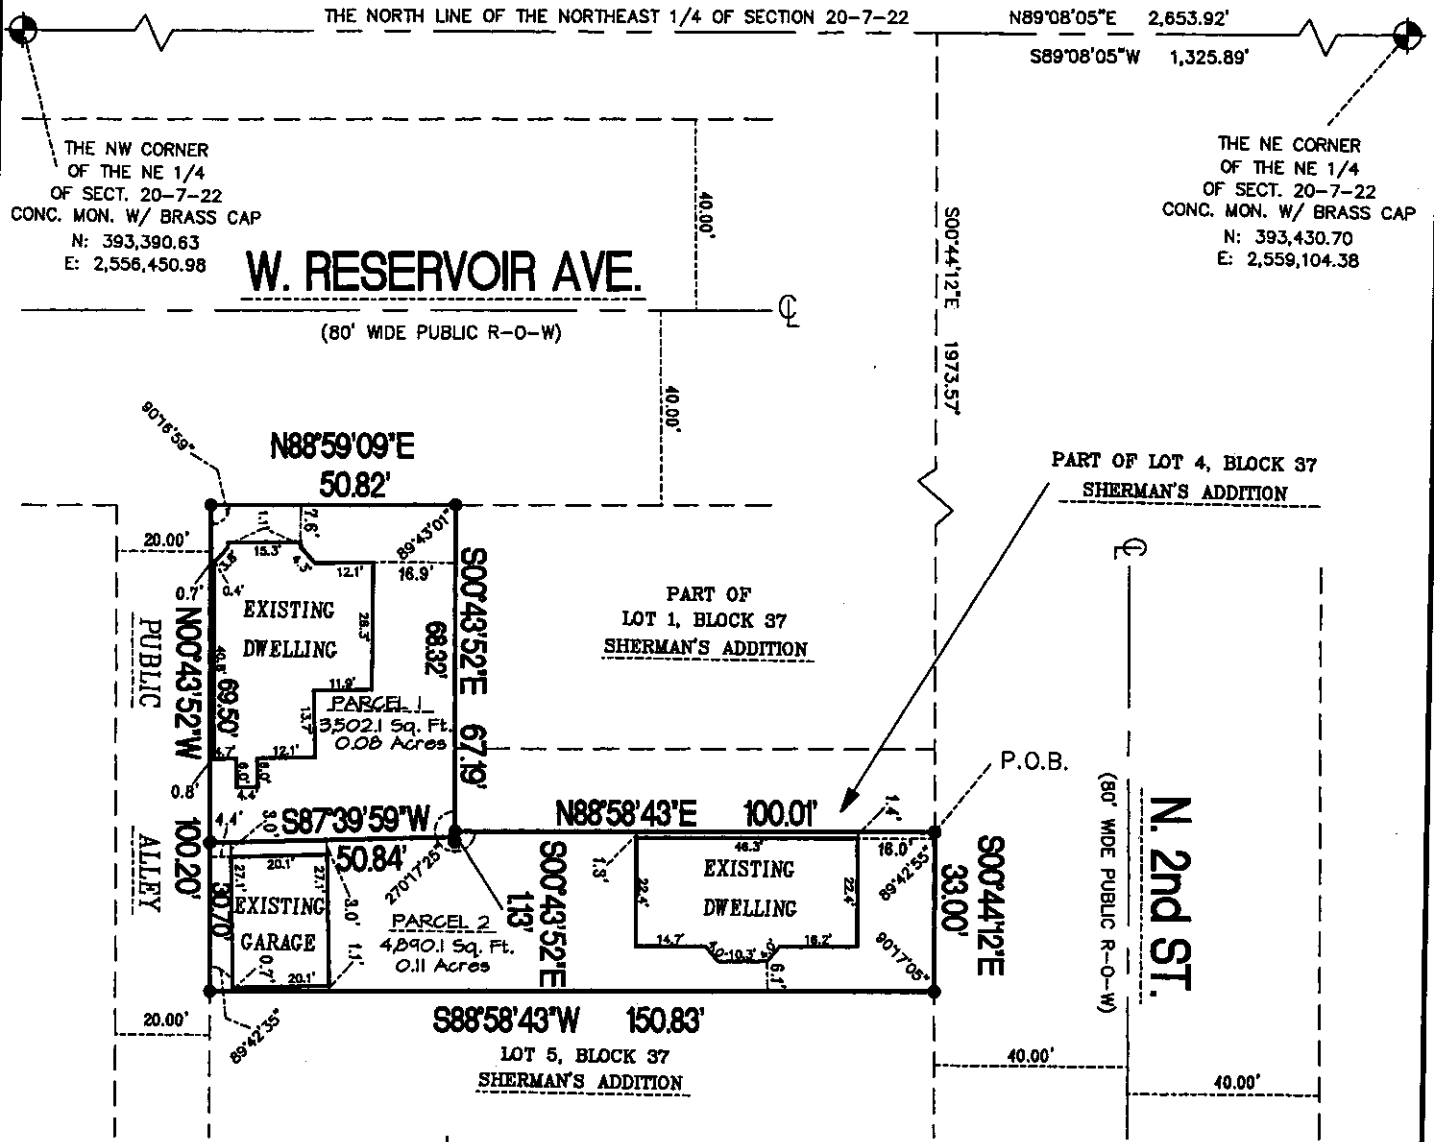 THE NORTH LINE OF THE NORTHEAST 1/4 OF SECTION 20-7-22
N89°08'05"E 2,653.92'
S89°08'05"W 1,325.89'
THE NW CORNER
OF THE NE 1/4
OF SECT. 20-7-22
CONC. MON. W/ BRASS CAP
N: 393,390.63
E: 2,556,450.98
THE NE CORNER
OF THE NE 1/4
OF SECT. 20-7-22
CONC. MON. W/ BRASS CAP
N: 393,430.70
E: 2,559,104.38
40.00'
W. RESERVOIR AVE.
(80' WIDE PUBLIC R-O-W)
S00°44'12"E 1973.57'
40.00'
90°16'59"
N88°59'09"E
50.82'
PART OF LOT 4, BLOCK 37
SHERMAN'S ADDITION
20.00'
1.1'
7.6'
15.3'
3.8'
4.3'
12.1'
89°43'01"
16.9'
0.7'
0.4'
EXISTING
DWELLING
28.3'
40.8'
11.9'
13.7'
PUBLIC
N00°43'52"W 100.20'
69.50'
S00°43'52"E 67.19'
68.32'
PART OF
LOT 1, BLOCK 37
SHERMAN'S ADDITION
PARCEL 1
3,502.1 Sq. Ft.
0.08 Acres
4.7'
12.1'
6.0'
6.0'
4.4'
0.8'
P.O.B.
4.4'
3.0'
S87°39'59"W
50.84'
N88°58'43"E 100.01'
1.4'
ALLEY
30.70'
20.1'
27.1'
27.1'
EXISTING
GARAGE
3.0'
1.1'
0.7'
20.1'
270°17'25"
1.13'
S00°43'52"E
PARCEL 2
4,890.1 Sq. Ft.
0.11 Acres
1.3'
46.3'
16.0'
EXISTING
DWELLING
22.4'
22.4'
14.7'
10.3'
16.2'
6.1'
89°42'55"
90°17'05"
S00°44'12"E
33.00'
(80' WIDE PUBLIC R-O-W)
N. 2nd ST.
20.00'
89°42'35"
S88°58'43"W 150.83'
LOT 5, BLOCK 37
SHERMAN'S ADDITION
40.00'
40.00'